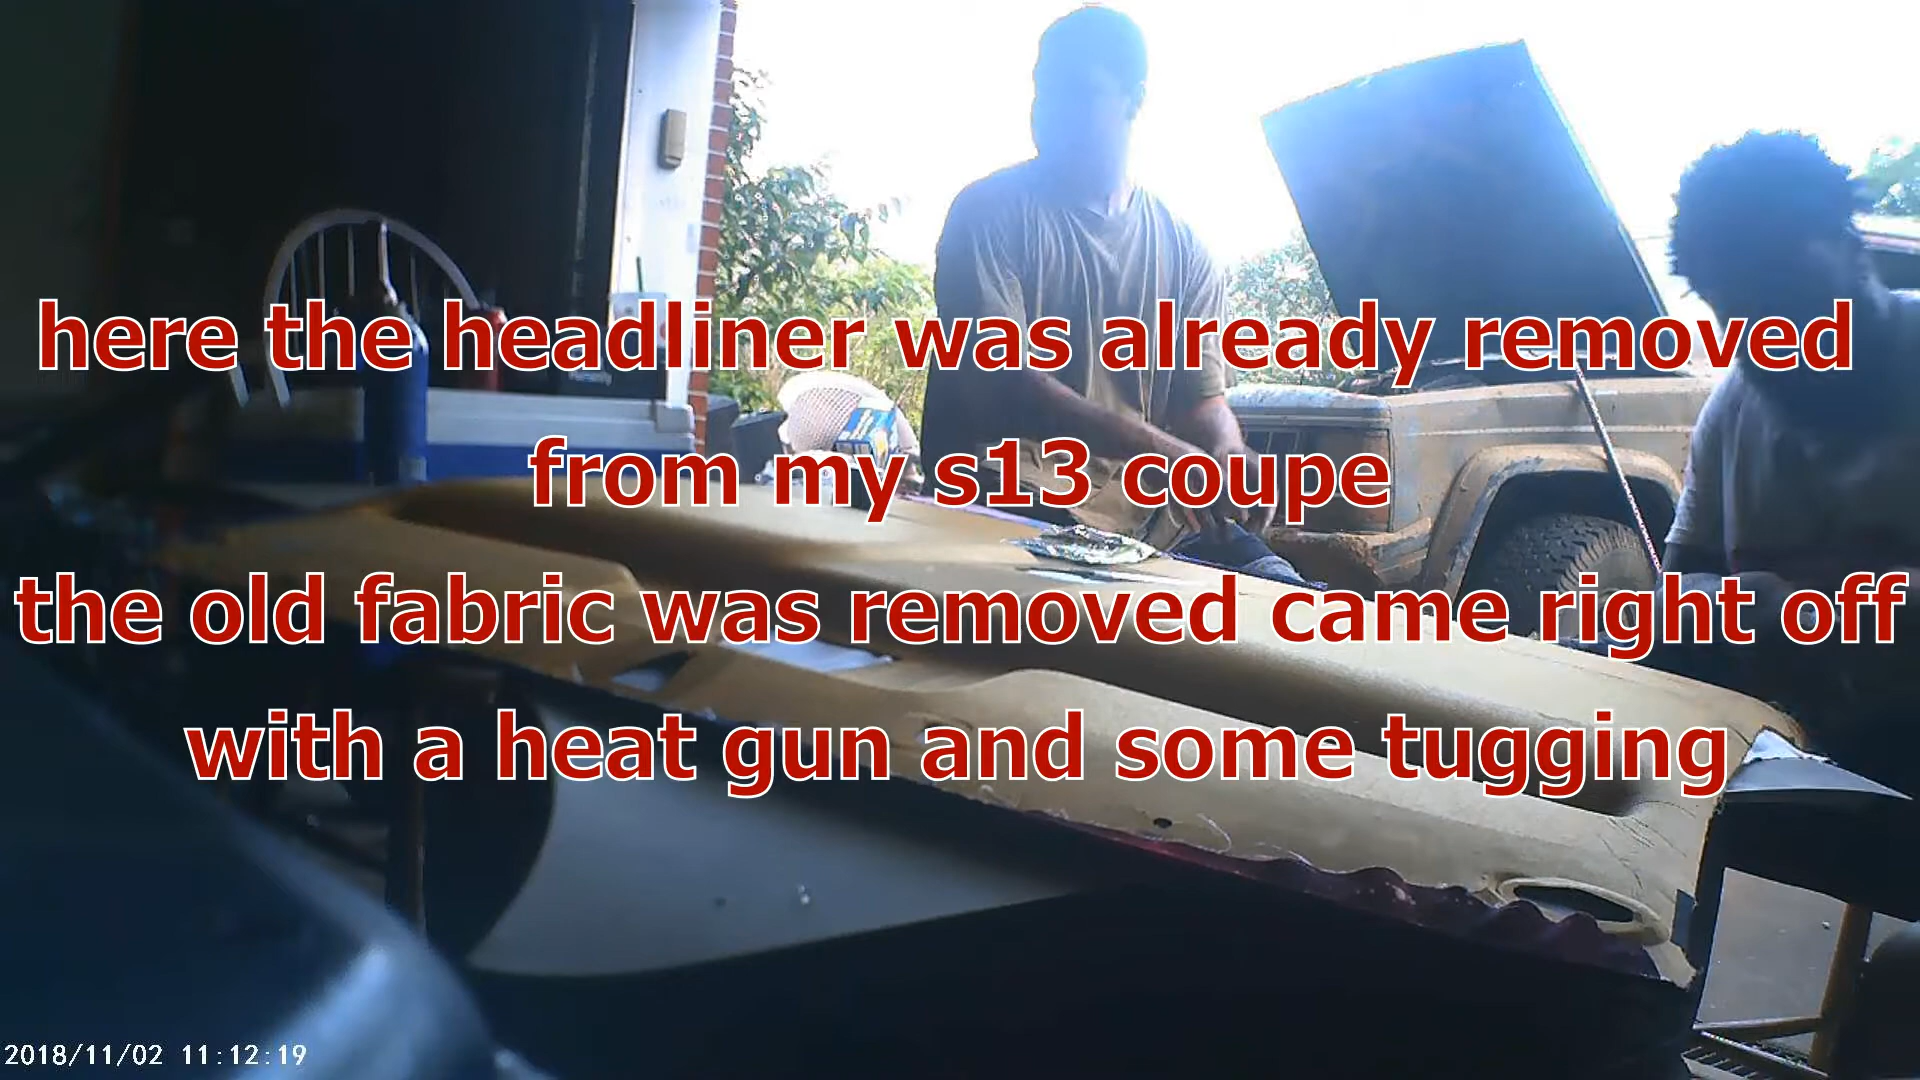 here the headliner was already removed
from my s13 coupe
the old fabric was removed came right off
with a heat gun and some tugging
2018/11/02 11:12:19